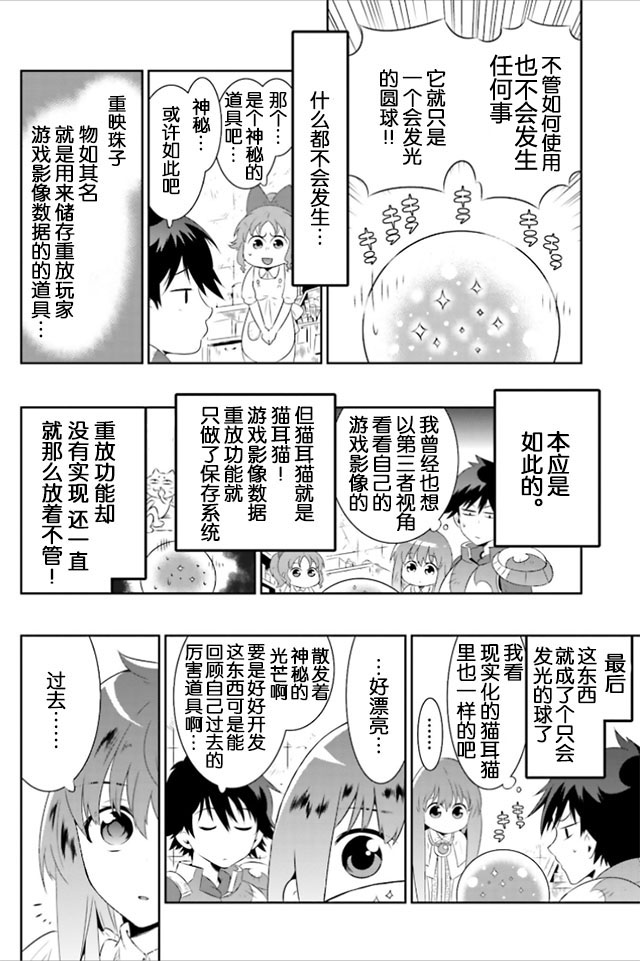 不管如何使用
也不会发生
任何事
它就只是
一个会发光
的圆球!!
什么都不会发生…
那个…
是个神秘的
道具吧…
神秘…
或许如此吧
重映珠子
物如其名
就是用来储存重放玩家
游戏影像数据的的道具…
本应是
如此的。
我曾经也想
以第三者视角
看看自己的
游戏影像的
但猫耳猫就是
猫耳猫!
游戏影像数据
重放功能就
只做了保存系统
重放功能却
没有实现 还一直
就那么放着不管!
最后
这东西
就成了个只会
发光的球了
我看
现实化的猫耳猫
里也一样的吧
…
…好漂亮…
散发着
神秘的
光芒啊
要是好好开发
这东西可是能
回顾自己过去的
厉害道具啊…
过去……